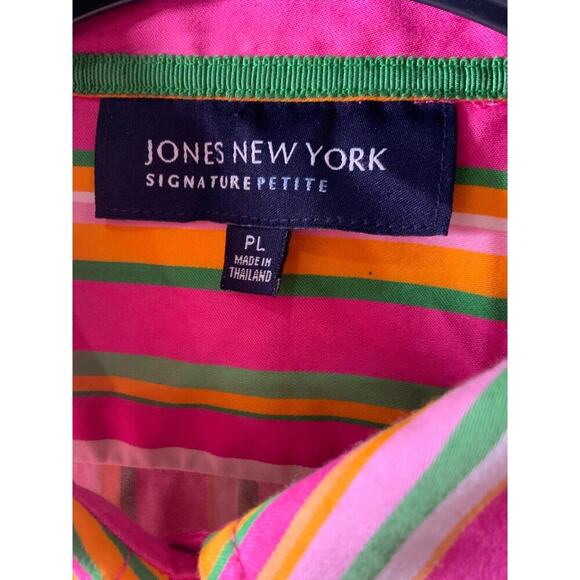 JONES NEW YORK
SIGNATURE PETITE
PL
MADE IN
THAILAND